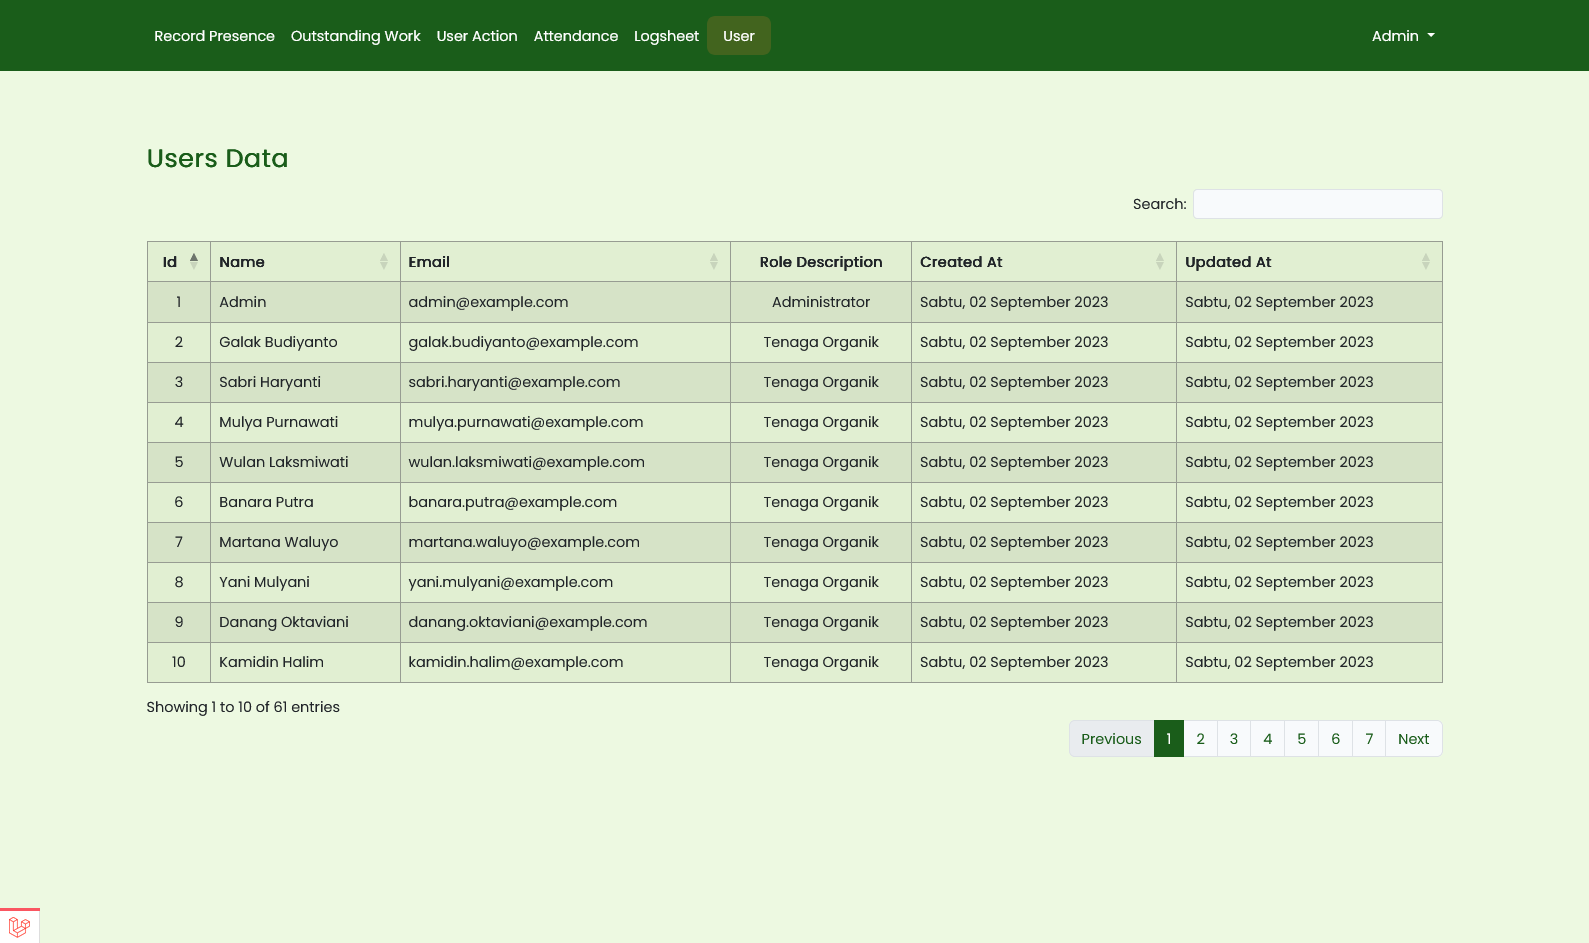 Record Presence Outstanding Work User Action Attendance Logsheet User Admin
Users Data
Search:
Id Name Email Role Description Created At Updated At
1 Admin admin@example.com Administrator Sabtu, 02 September 2023 Sabtu, 02 September 2023
2 Galak Budiyanto galak.budiyanto@example.com Tenaga Organik Sabtu, 02 September 2023 Sabtu, 02 September 2023
3 Sabri Haryanti sabri.haryanti@example.com Tenaga Organik Sabtu, 02 September 2023 Sabtu, 02 September 2023
4 Mulya Purnawati mulya.purnawati@example.com Tenaga Organik Sabtu, 02 September 2023 Sabtu, 02 September 2023
5 Wulan Laksmiwati wulan.laksmiwati@example.com Tenaga Organik Sabtu, 02 September 2023 Sabtu, 02 September 2023
6 Banara Putra banara.putra@example.com Tenaga Organik Sabtu, 02 September 2023 Sabtu, 02 September 2023
7 Martana Waluyo martana.waluyo@example.com Tenaga Organik Sabtu, 02 September 2023 Sabtu, 02 September 2023
8 Yani Mulyani yani.mulyani@example.com Tenaga Organik Sabtu, 02 September 2023 Sabtu, 02 September 2023
9 Danang Oktaviani danang.oktaviani@example.com Tenaga Organik Sabtu, 02 September 2023 Sabtu, 02 September 2023
10 Kamidin Halim kamidin.halim@example.com Tenaga Organik Sabtu, 02 September 2023 Sabtu, 02 September 2023
Showing 1 to 10 of 61 entries
Previous 1 2 3 4 5 6 7 Next